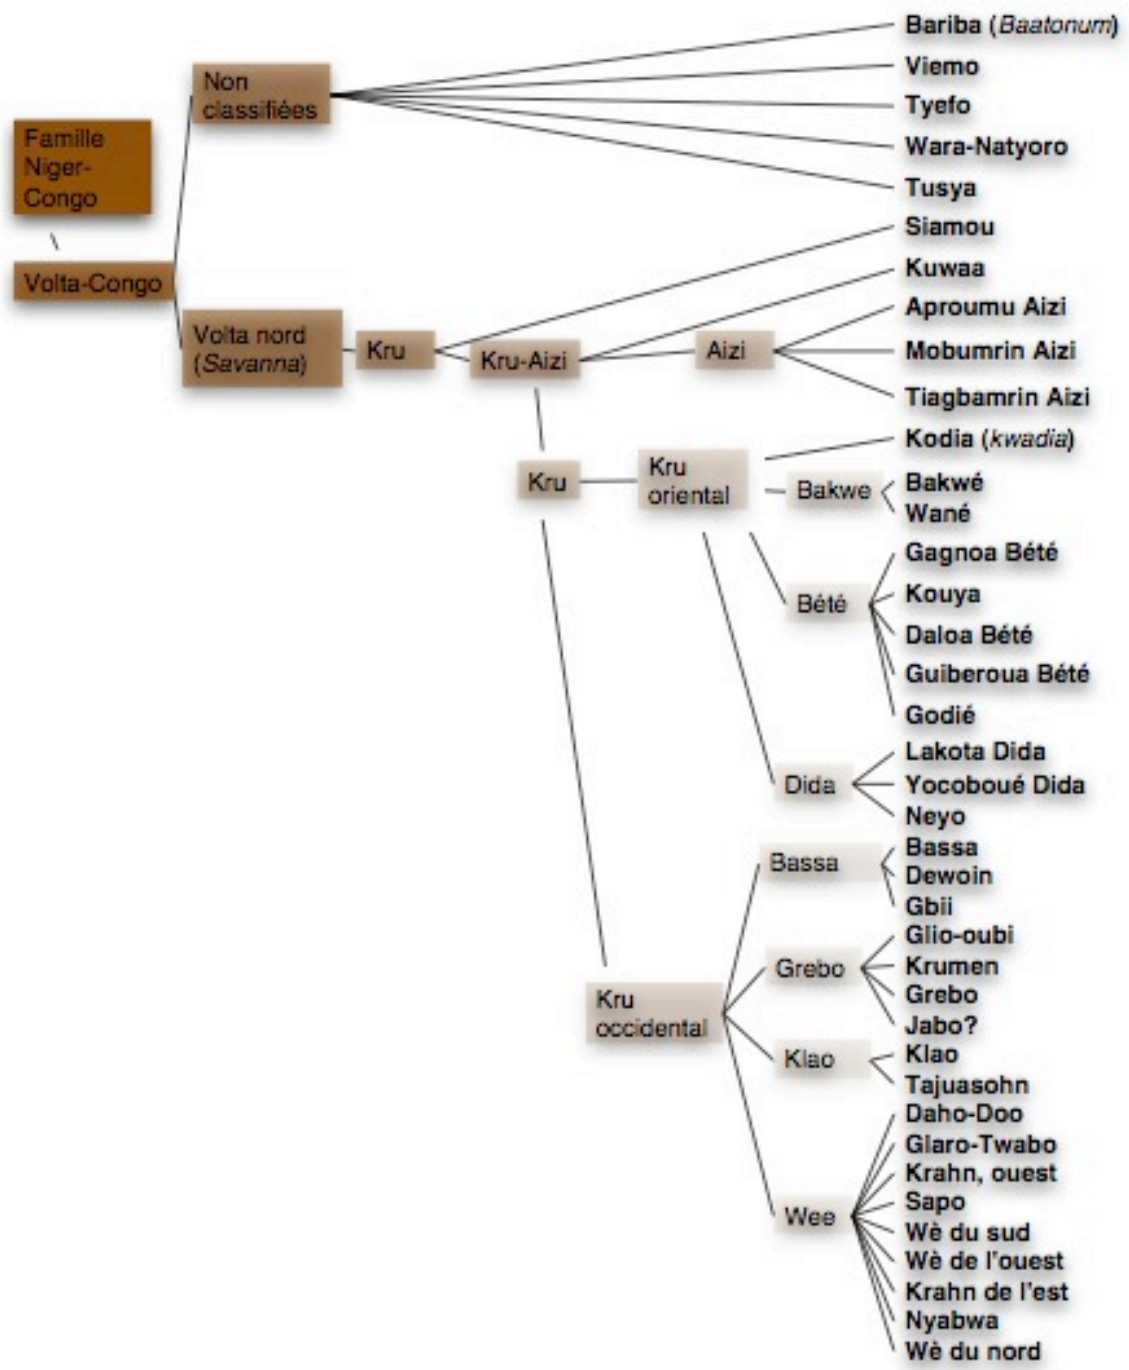 Bariba (Baatonum)
Non
classifiées
Viemo
Tyefo
Famille
Niger-
Congo
Wara-Natyoro
Tusya
Siamou
Volta-Congo
Kuwaa
Aproumu Aizi
Volta nord
(Savanna)
Kru
Kru-Aizi
Aizi
Mobumrin Aizi
Tiagbamrin Aizi
Kodia (kwadia)
Kru
Kru
oriental
Bakwe
Bakwé
Wané
Gagnoa Bété
Kouya
Bété
Daloa Bété
Guiberoua Bété
Godié
Lakota Dida
Dida
Yocoboué Dida
Neyo
Bassa
Bassa
Dewoin
Gbii
Glio-oubi
Grebo
Krumen
Grebo
Jabo?
Kru
occidental
Klao
Klao
Tajuasohn
Daho-Doo
Glaro-Twabo
Krahn, ouest
Sapo
Wee
Wè du sud
Wè de l'ouest
Krahn de l'est
Nyabwa
Wè du nord